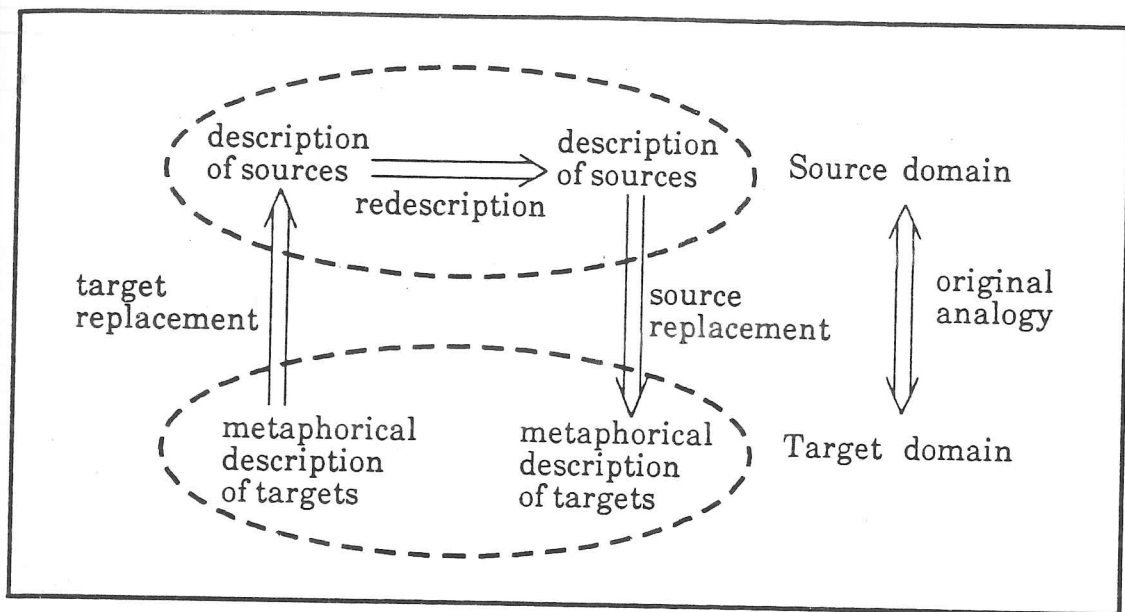 description
of sources
redescription
description
of sources
Source domain
target
replacement
source
replacement
original
analogy
metaphorical
description
of targets
metaphorical
description
of targets
Target domain